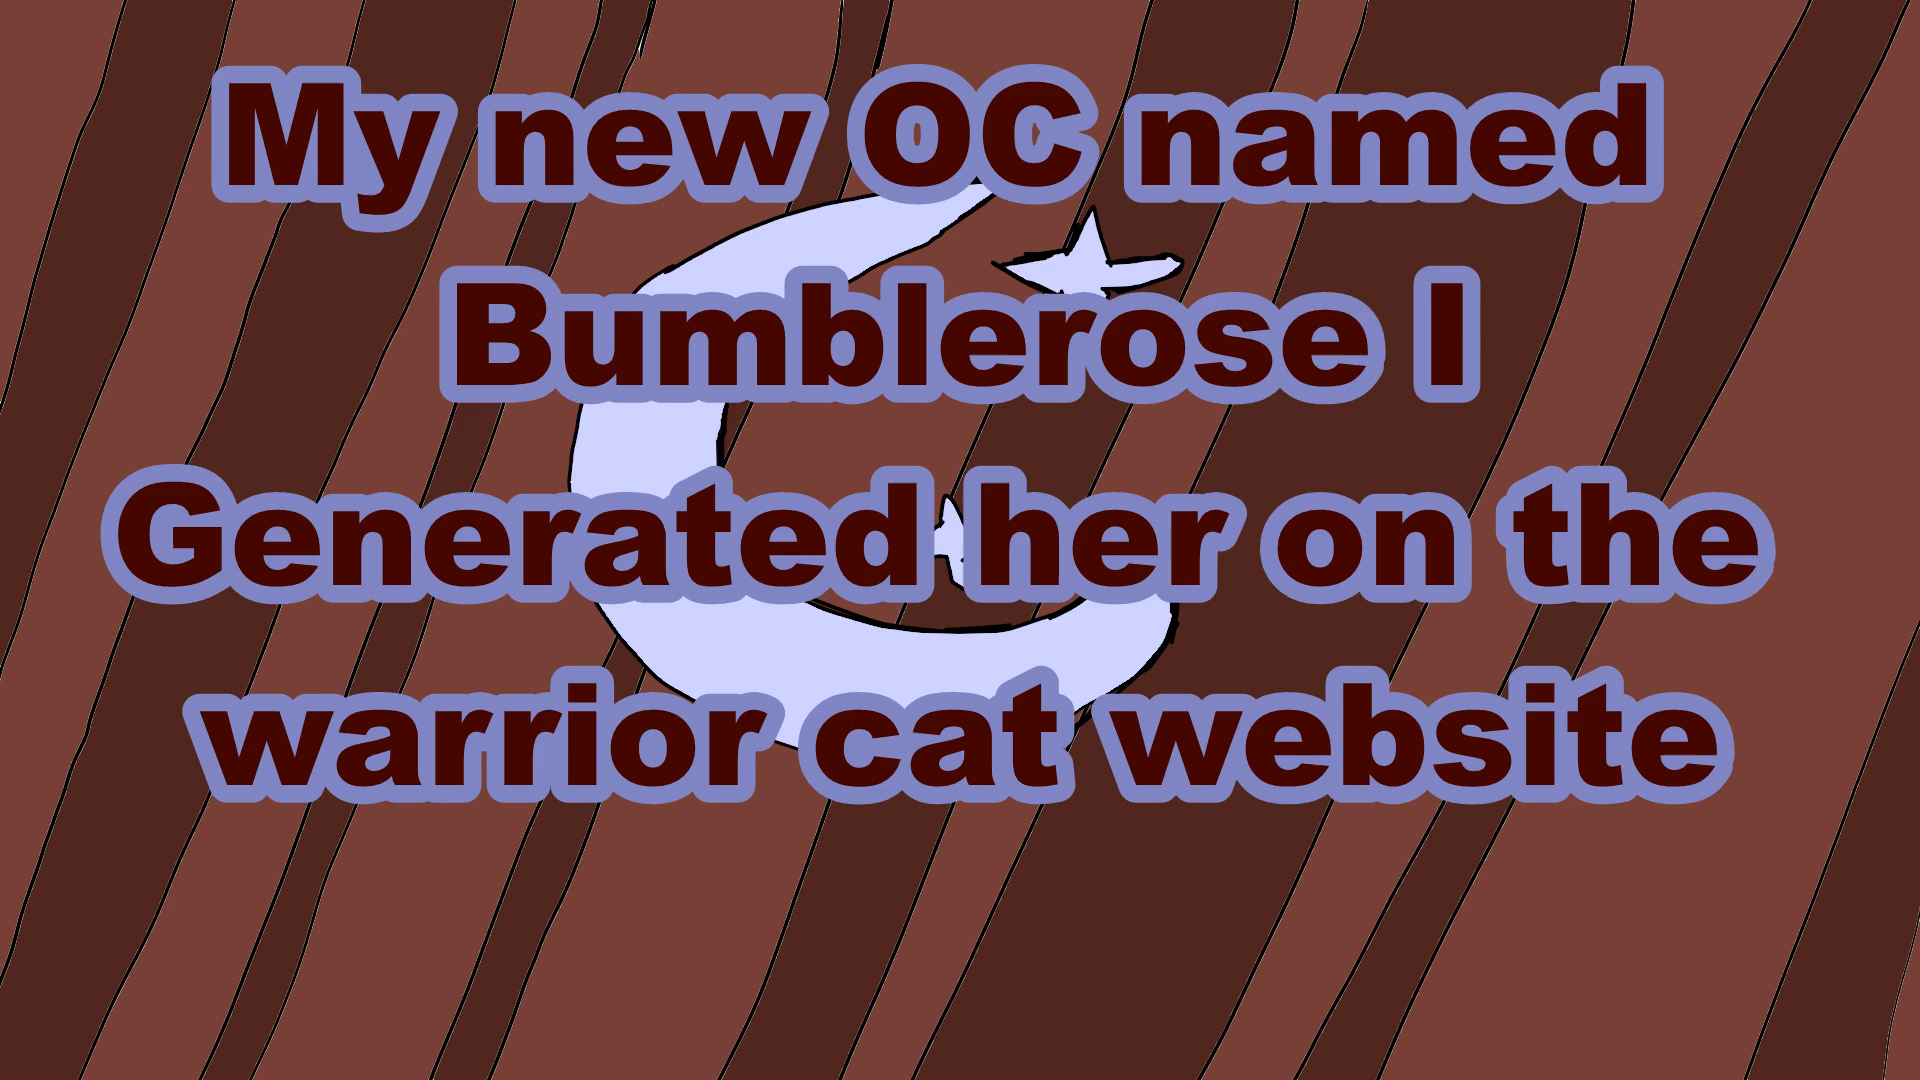 My new OC named
Bumblerose I
Generated her on the
warrior cat website